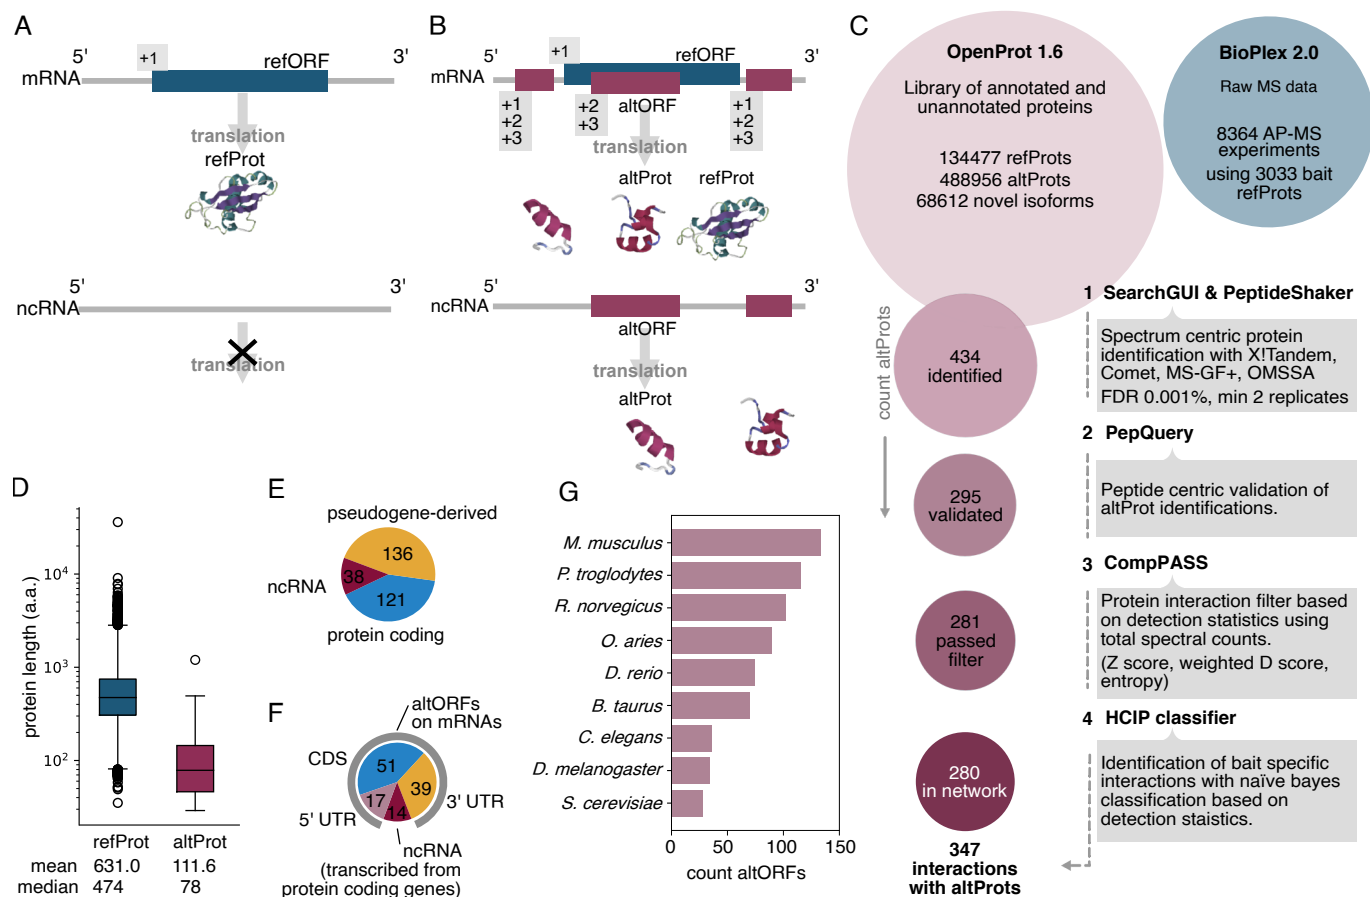 A
5'
3'
+1
refORF
mRNA
translation
refProt
5'
3'
ncRNA
translation
B
5'
3'
+1
refORF
mRNA
altORF
+1
+2
+3
+2
+3
+1
+2
+3
translation
altProt
refProt
5'
3'
ncRNA
altORF
translation
altProt
C
OpenProt 1.6
Library of annotated and
unannotated proteins
134477 refProts
488956 altProts
68612 novel isoforms
BioPlex 2.0
Raw MS data
8364 AP-MS
experiments
using 3033 bait
refProts
count altProts
434
identified
295
validated
281
passed
filter
280
in network
347
interactions
with altProts
1 SearchGUI & PeptideShaker
Spectrum centric protein
identification with X!Tandem,
Comet, MS-GF+, OMSSA
FDR 0.001%, min 2 replicates
2 PepQuery
Peptide centric validation of
altProt identifications.
3 CompPASS
Protein interaction filter based
on detection statistics using
total spectral counts.
(Z score, weighted D score,
entropy)
4 HCIP classifier
Identification of bait specific
interactions with naïve bayes
classification based on
detection staistics.
D
protein length (a.a.)
10⁴
10³
10²
refProt altProt
mean 631.0 111.6
median 474 78
E
pseudogene-derived
136
38
ncRNA
121
protein coding
F
altORFs
on mRNAs
CDS
51
39
17
14
3' UTR
5' UTR
ncRNA
(transcribed from
protein coding genes)
G
M. musculus
P. troglodytes
R. norvegicus
O. aries
D. rerio
B. taurus
C. elegans
D. melanogaster
S. cerevisiae
0 50 100 150
count altORFs